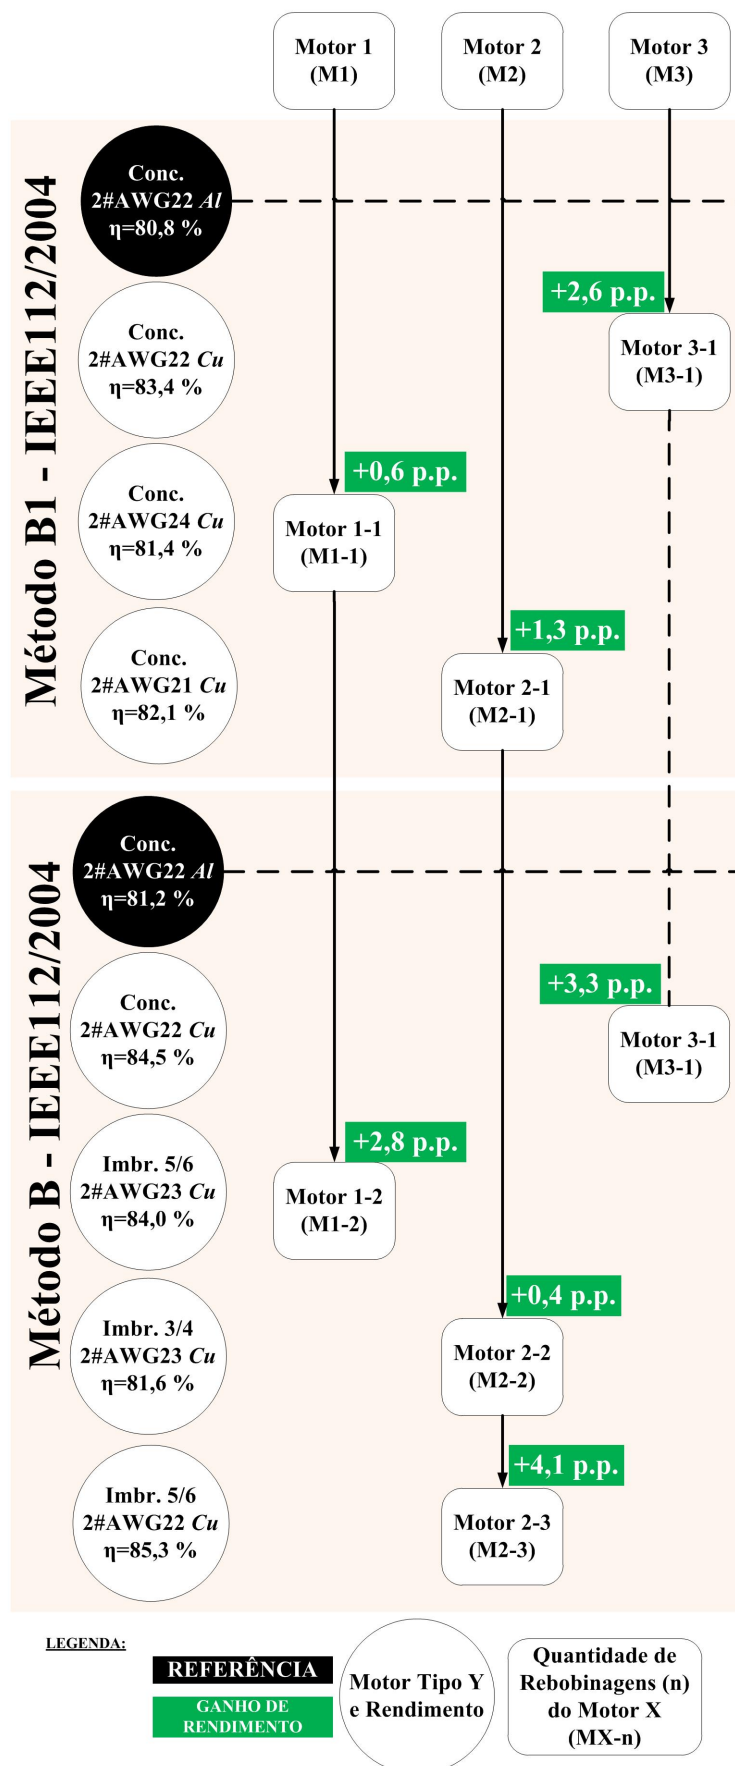 Motor 1
(M1)
Motor 2
(M2)
Motor 3
(M3)
Método B1 - IEEE112/2004
Conc.
2#AWG22 Al
η=80,8 %
+2,6 p.p.
Conc.
2#AWG22 Cu
η=83,4 %
Motor 3-1
(M3-1)
+0,6 p.p.
Conc.
2#AWG24 Cu
η=81,4 %
Motor 1-1
(M1-1)
+1,3 p.p.
Conc.
2#AWG21 Cu
η=82,1 %
Motor 2-1
(M2-1)
Método B - IEEE112/2004
Conc.
2#AWG22 Al
η=81,2 %
+3,3 p.p.
Conc.
2#AWG22 Cu
η=84,5 %
Motor 3-1
(M3-1)
+2,8 p.p.
Imbr. 5/6
2#AWG23 Cu
η=84,0 %
Motor 1-2
(M1-2)
+0,4 p.p.
Imbr. 3/4
2#AWG23 Cu
η=81,6 %
Motor 2-2
(M2-2)
+4,1 p.p.
Imbr. 5/6
2#AWG22 Cu
η=85,3 %
Motor 2-3
(M2-3)
LEGENDA:
REFERÊNCIA
GANHO DE
RENDIMENTO
Motor Tipo Y
e Rendimento
Quantidade de
Rebobinagens (n)
do Motor X
(MX-n)